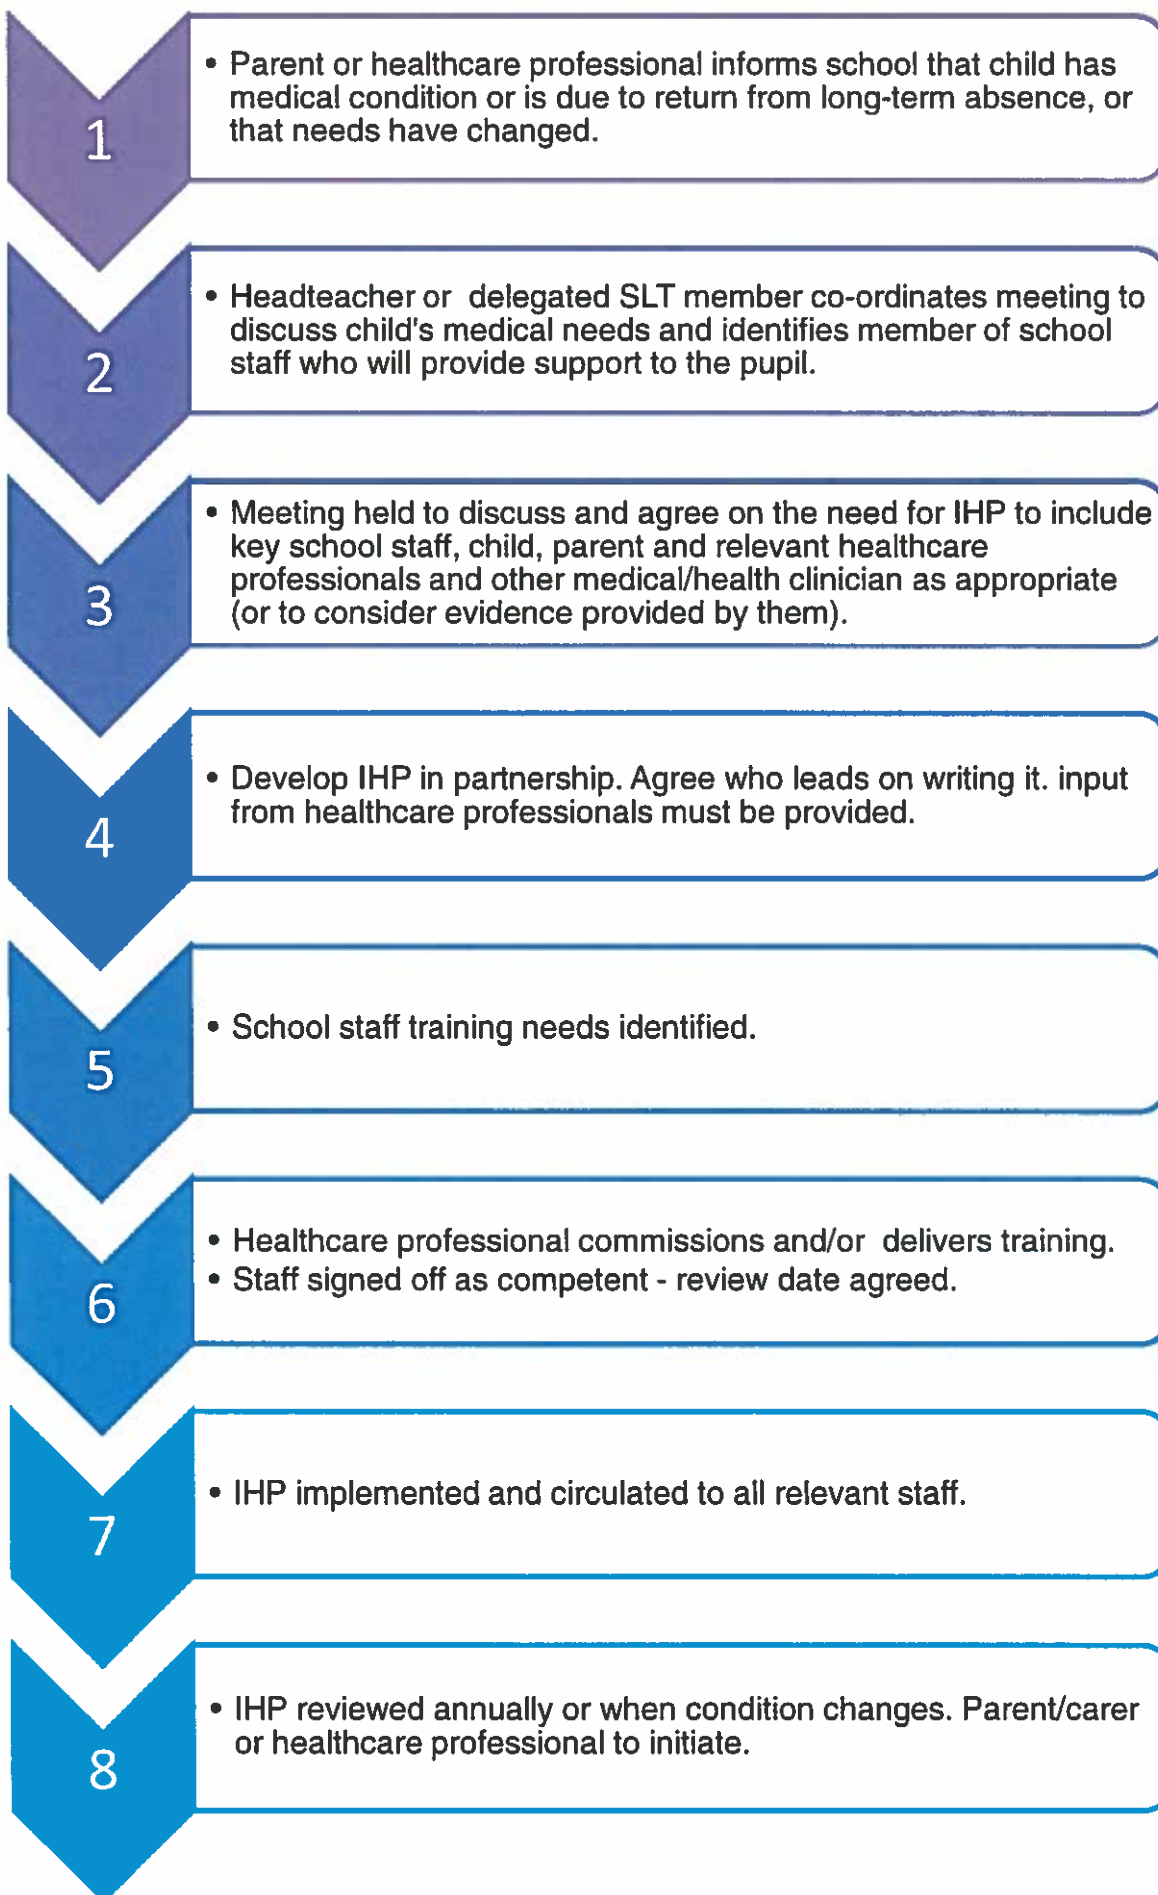 1
• Parent or healthcare professional informs school that child has
medical condition or is due to return from long-term absence, or
that needs have changed.
2
• Headteacher or  delegated SLT member co-ordinates meeting to
discuss child's medical needs and identifies member of school
staff who will provide support to the pupil.
3
• Meeting held to discuss and agree on the need for IHP to include
key school staff, child, parent and relevant healthcare
professionals and other medical/health clinician as appropriate
(or to consider evidence provided by them).
4
• Develop IHP in partnership. Agree who leads on writing it. input
from healthcare professionals must be provided.
5
• School staff training needs identified.
6
• Healthcare professional commissions and/or  delivers training.
• Staff signed off as competent - review date agreed.
7
• IHP implemented and circulated to all relevant staff.
8
• IHP reviewed annually or when condition changes. Parent/carer
or healthcare professional to initiate.